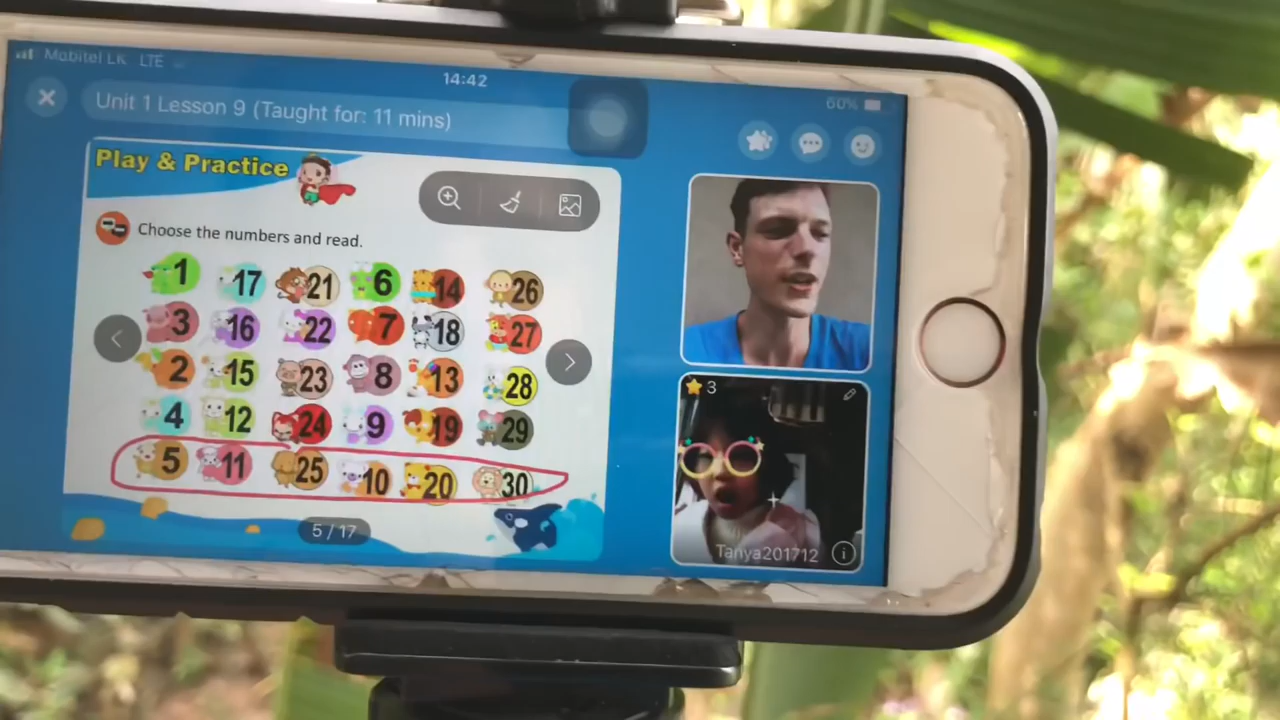 Mobitel LK LTE
14:42
60%
Unit 1 Lesson 9 (Taught for: 11 mins)
Play & Practice
Choose the numbers and read.
1 17 21 6 14 26
3 16 22 7 18 27
2 15 23 8 13 28
4 12 24 9 19 29
5 11 25 10 20 30
5 / 17
3
Tanya201712
i